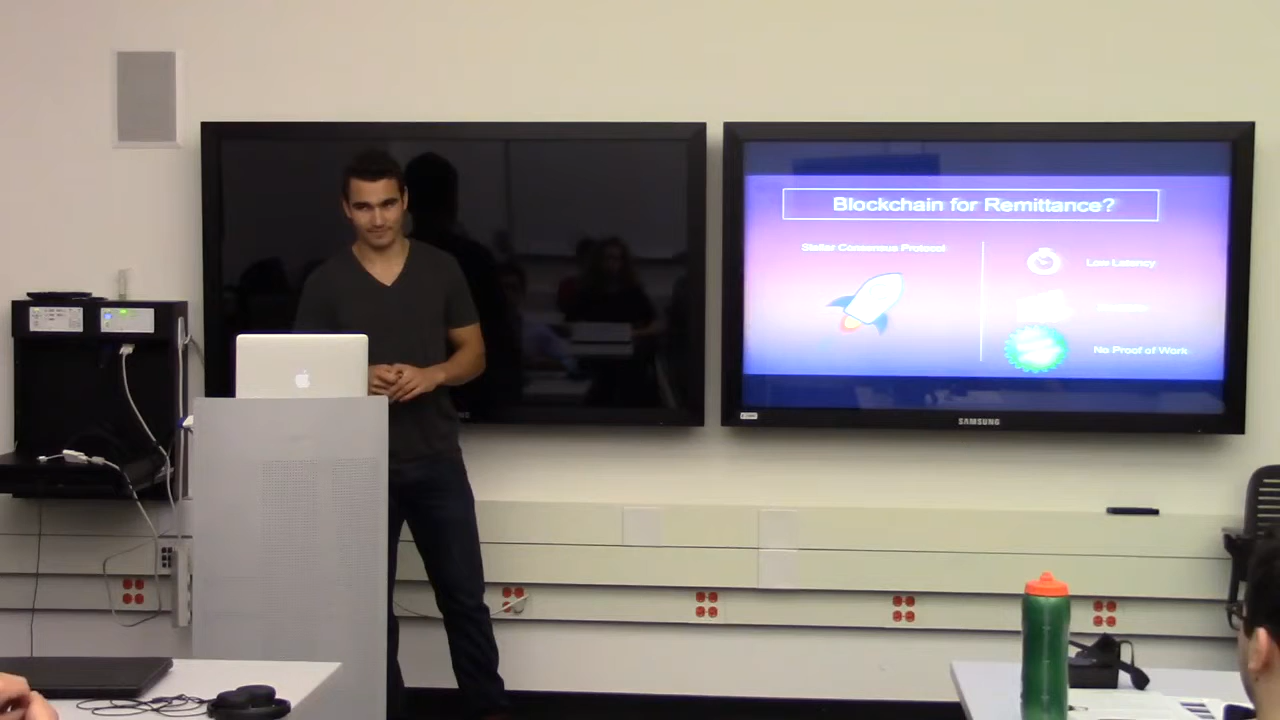 Blockchain for Remittance?
Stellar Consensus Protocol
Low Latency
No Proof of Work
SAMSUNG